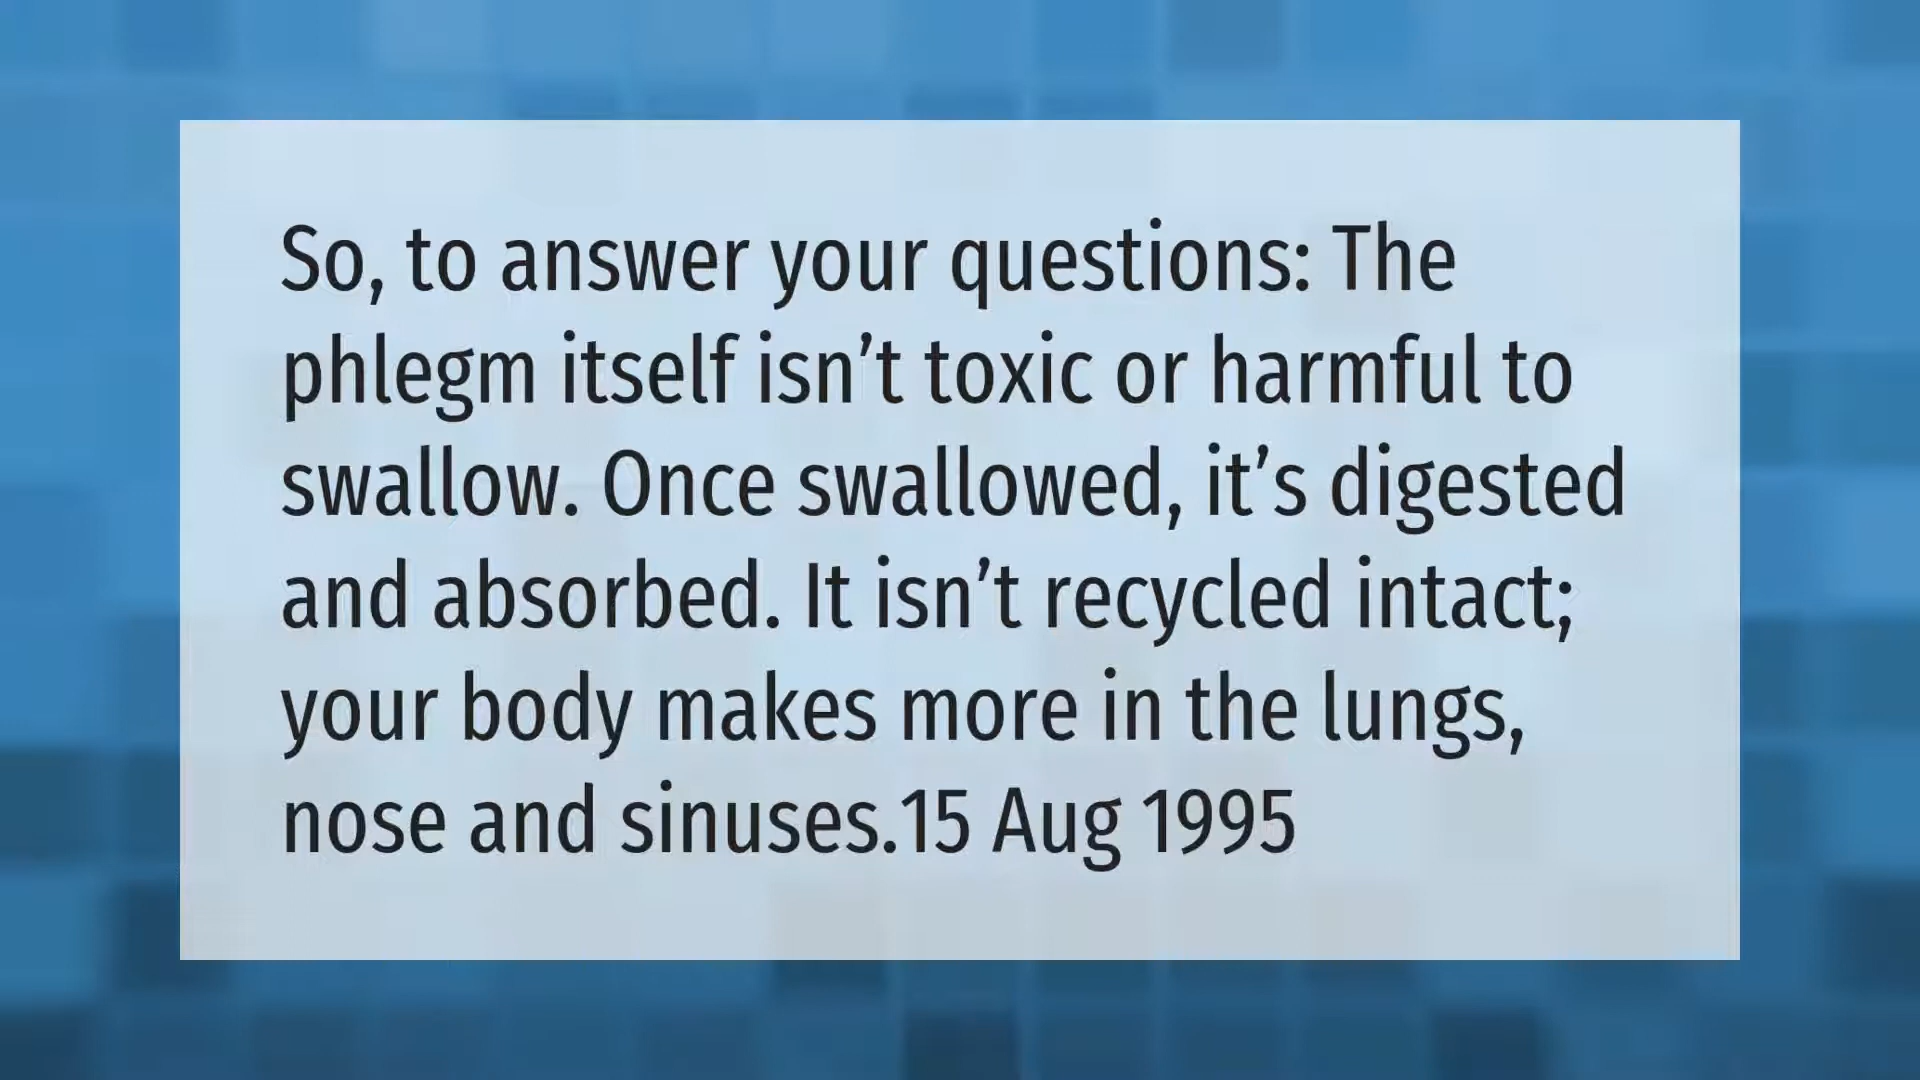 So, to answer your questions: The
phlegm itself isn’t toxic or harmful to
swallow. Once swallowed, it’s digested
and absorbed. It isn’t recycled intact;
your body makes more in the lungs,
nose and sinuses.15 Aug 1995